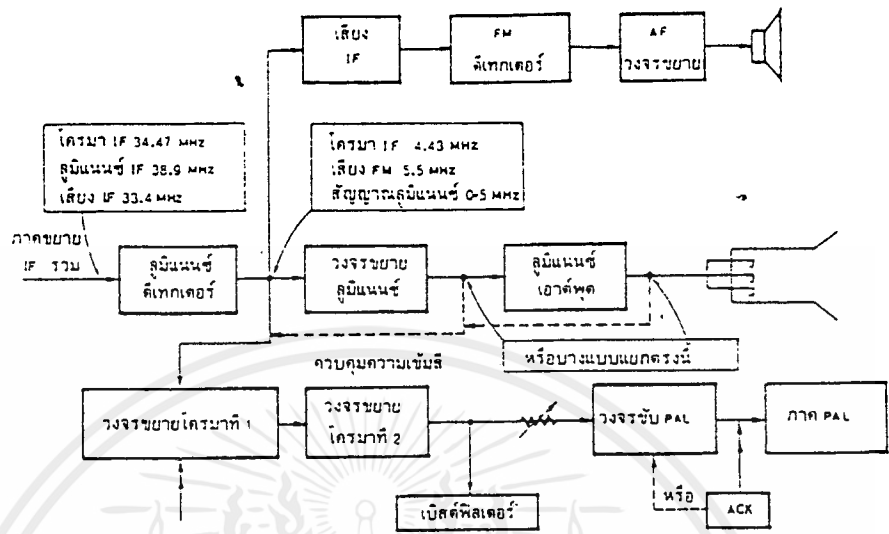 เสียง
IF
FM
ดีเทกเตอร์
AF
วงจรขยาย
โครมา IF 34.47 MHz
ลูมิแนนซ์ IF 38.9 MHz
เสียง IF 33.4 MHz
โครมา IF 4.43 MHz
เสียง FM 5.5 MHz
สัญญาณลูมิแนนซ์ 0-5 MHz
ภาคขยาย
IF รวม
ลูมิแนนซ์
ดีเทกเตอร์
วงจรขยาย
ลูมิแนนซ์
ลูมิแนนซ์
เอาต์พุต
หรือบางแบบแยกตรงนี้
ควบคุมความเข้มสี
วงจรขยายโครมาที่ 1
วงจรขยาย
โครมาที่ 2
วงจรขับ PAL
ภาค PAL
เบิสต์ฟิลเตอร์
หรือ
ACK